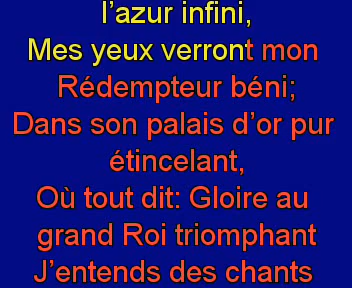 l’azur infini,
Mes yeux verront mon
Rédempteur béni;
Dans son palais d’or pur
étincelant,
Où tout dit: Gloire au
grand Roi triomphant
J’entends des chants